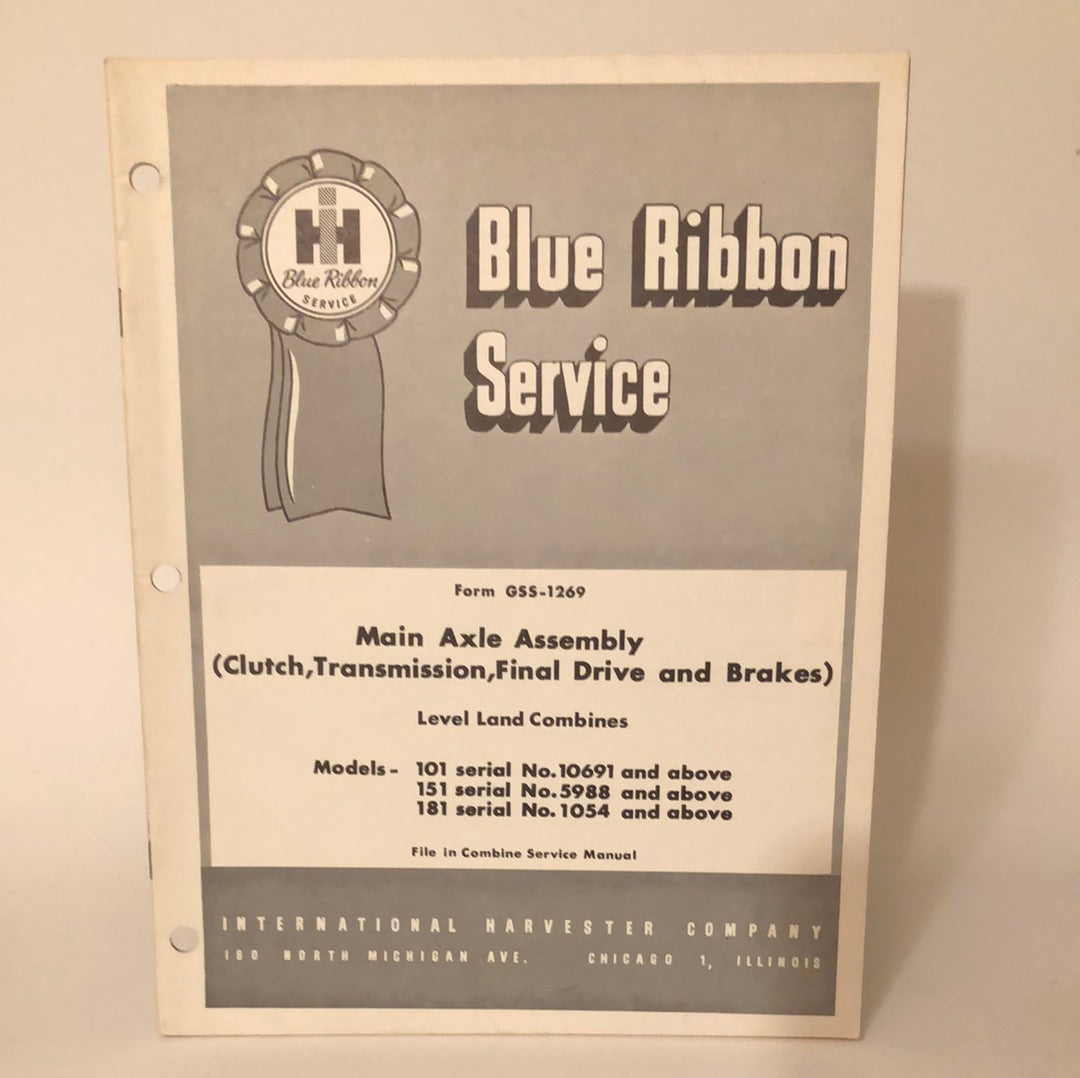 IH
Blue Ribbon
SERVICE
Blue Ribbon
Service
Form GSS-1269
Main Axle Assembly
(Clutch,Transmission,Final Drive and Brakes)
Level Land Combines
Models- 101 serial No.10691 and above
151 serial No.5988 and above
181 serial No.1054 and above
File in Combine Service Manual
INTERNATIONAL HARVESTER COMPANY
180 NORTH MICHIGAN AVE. CHICAGO 1, ILLINOIS